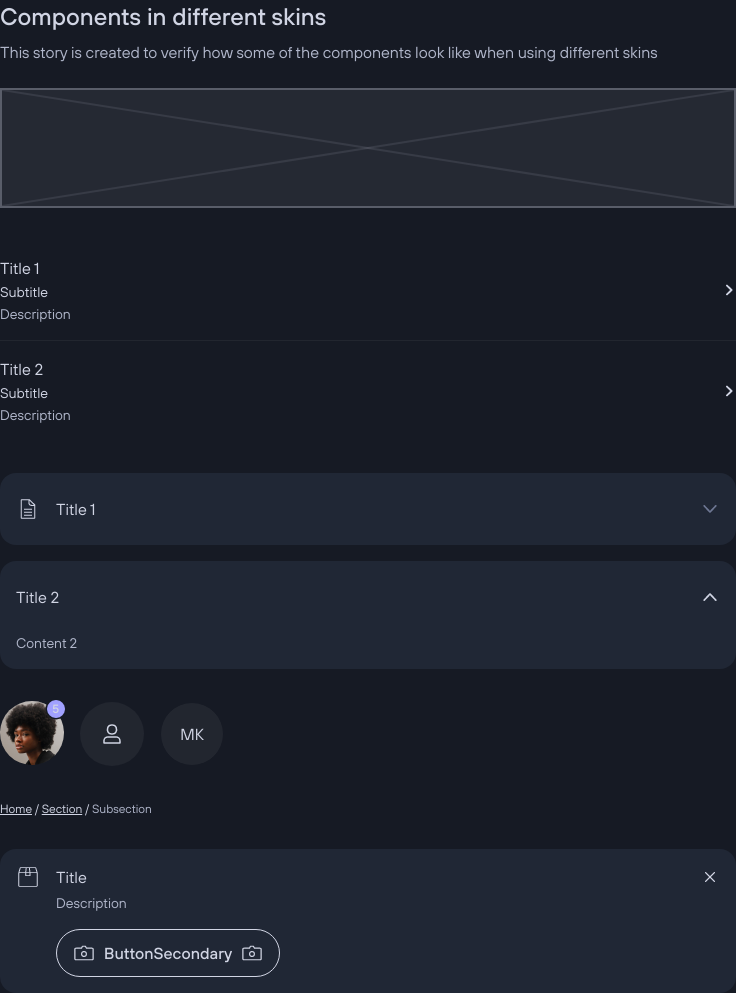 Components in different skins
This story is created to verify how some of the components look like when using different skins
Title 1
Subtitle
Description
Title 2
Subtitle
Description
Title 1
Title 2
Content 2
5
MK
Home / Section / Subsection
Title
Description
ButtonSecondary